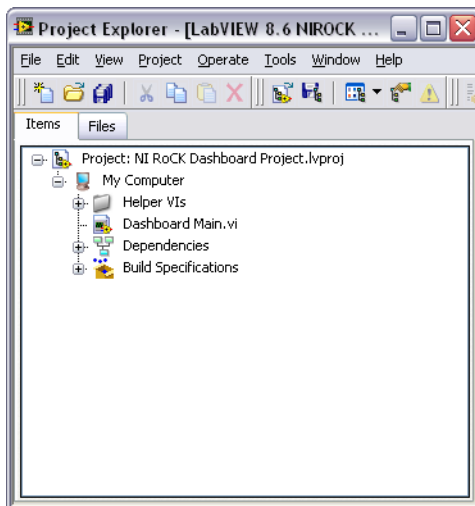 Project Explorer - [LabVIEW 8.6 NIROCK ...
File Edit View Project Operate Tools Window Help
Items Files
Project: NI RoCK Dashboard Project.lvproj
My Computer
Helper VIs
Dashboard Main.vi
Dependencies
Build Specifications